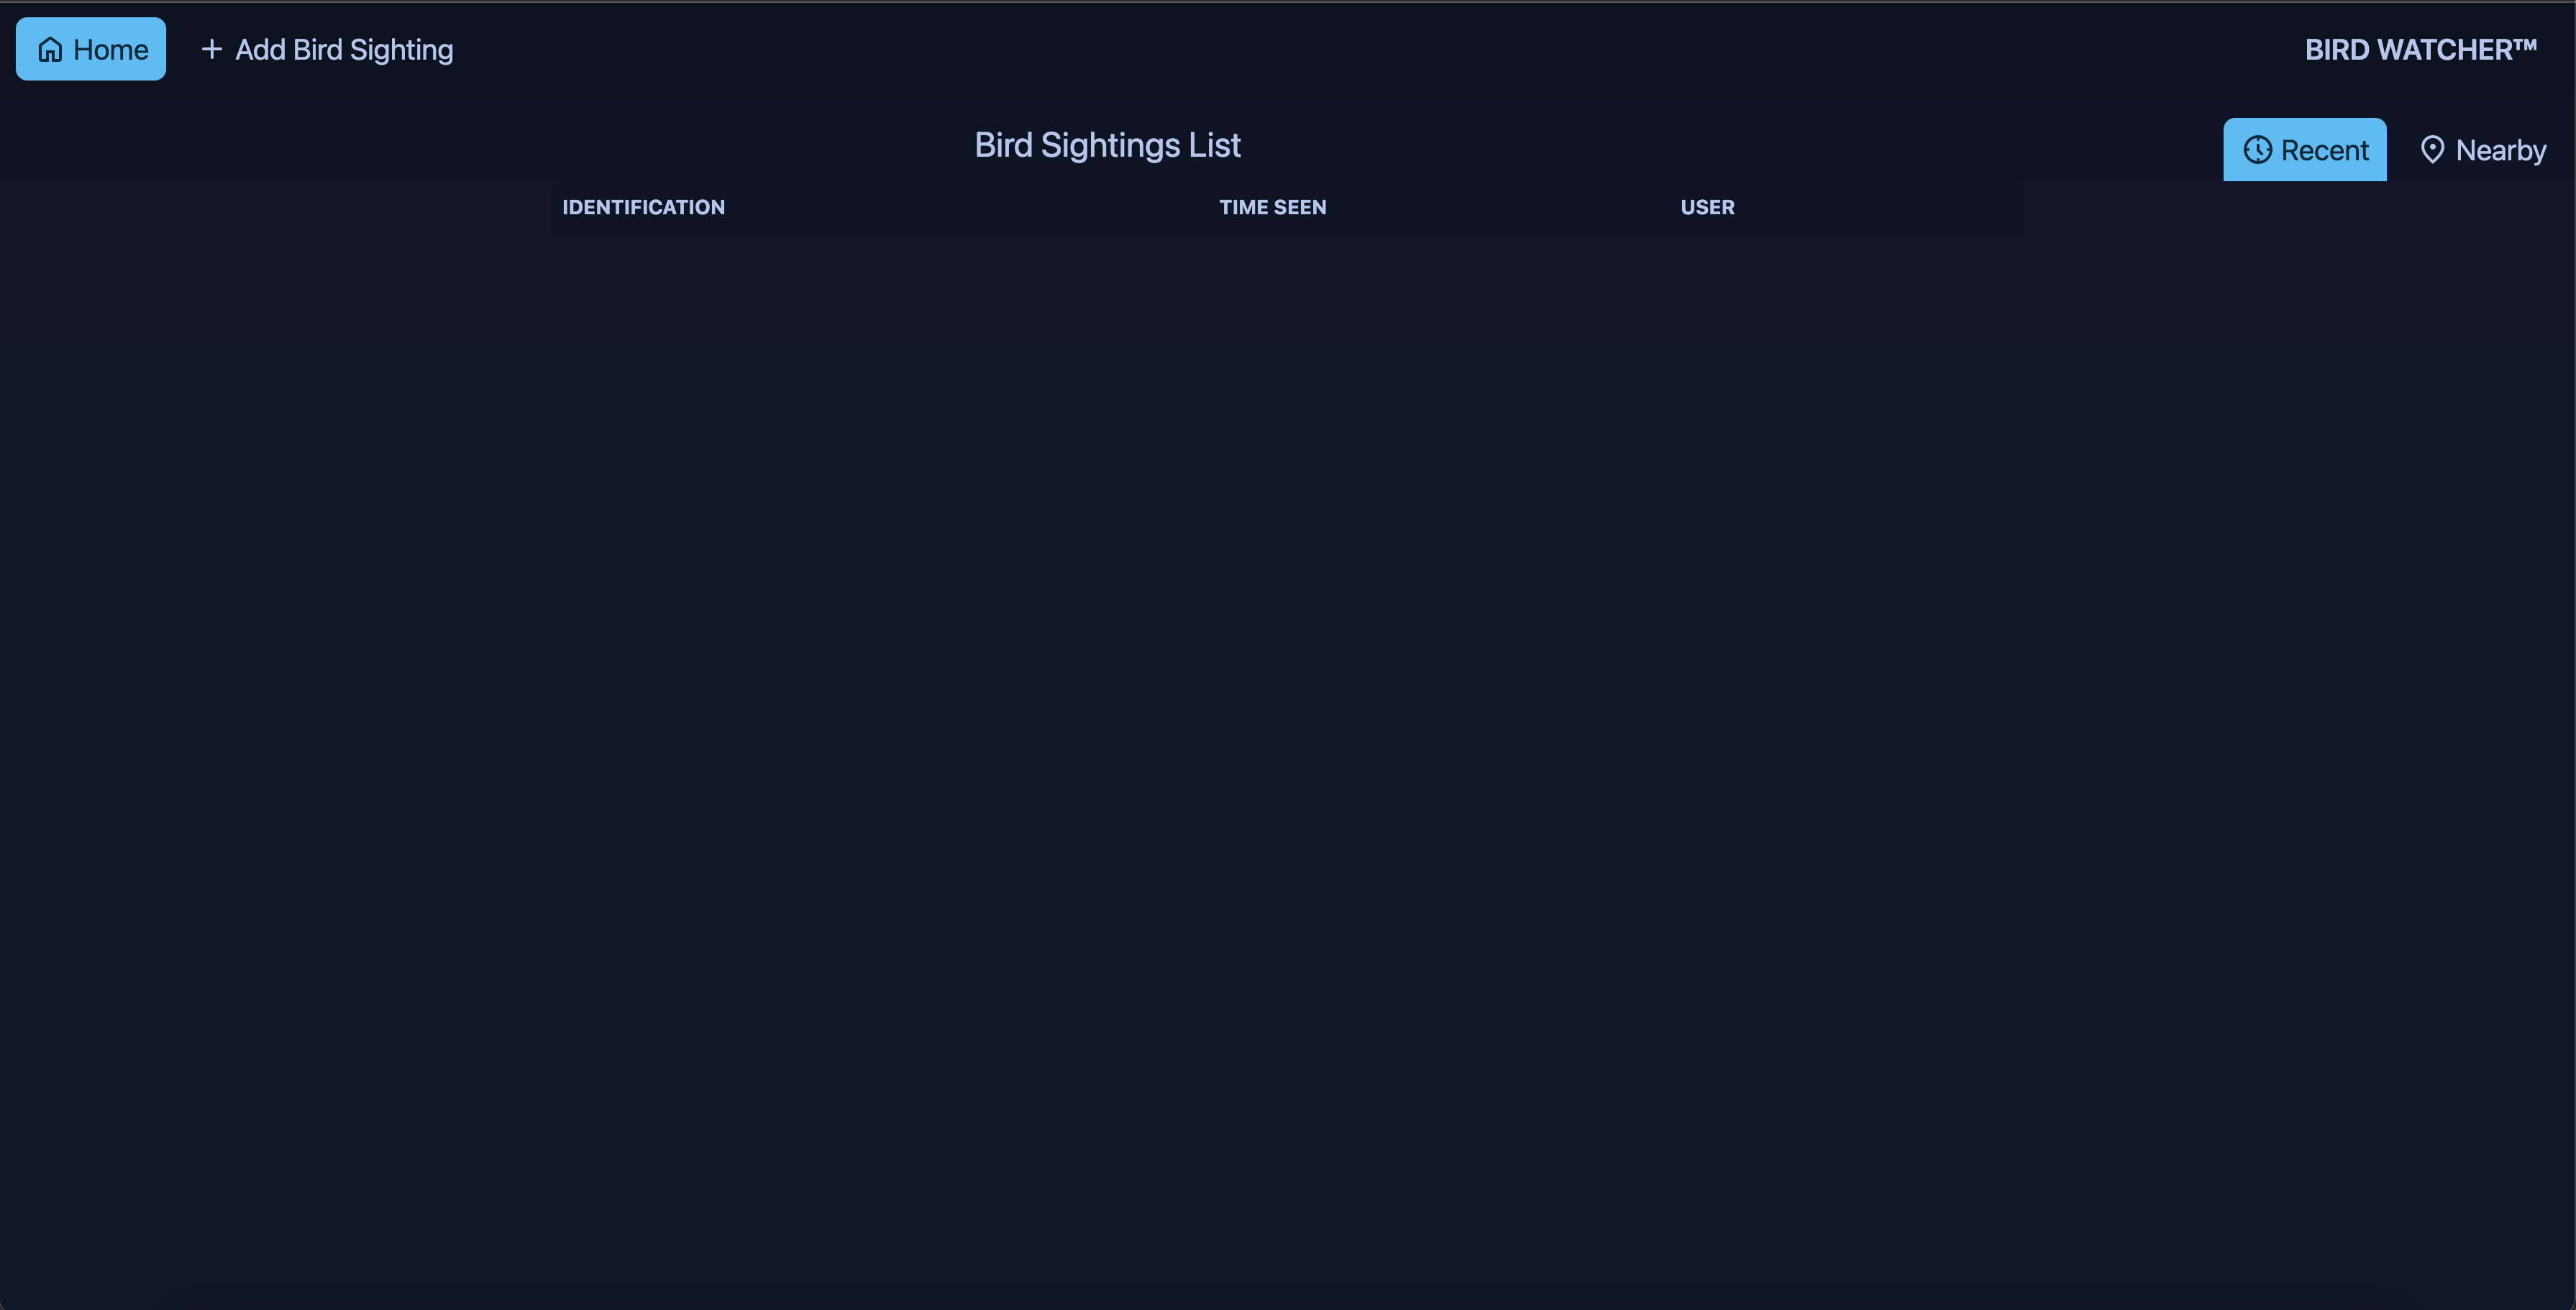 Home + Add Bird Sighting BIRD WATCHER™
Bird Sightings List Recent Nearby
IDENTIFICATION TIME SEEN USER